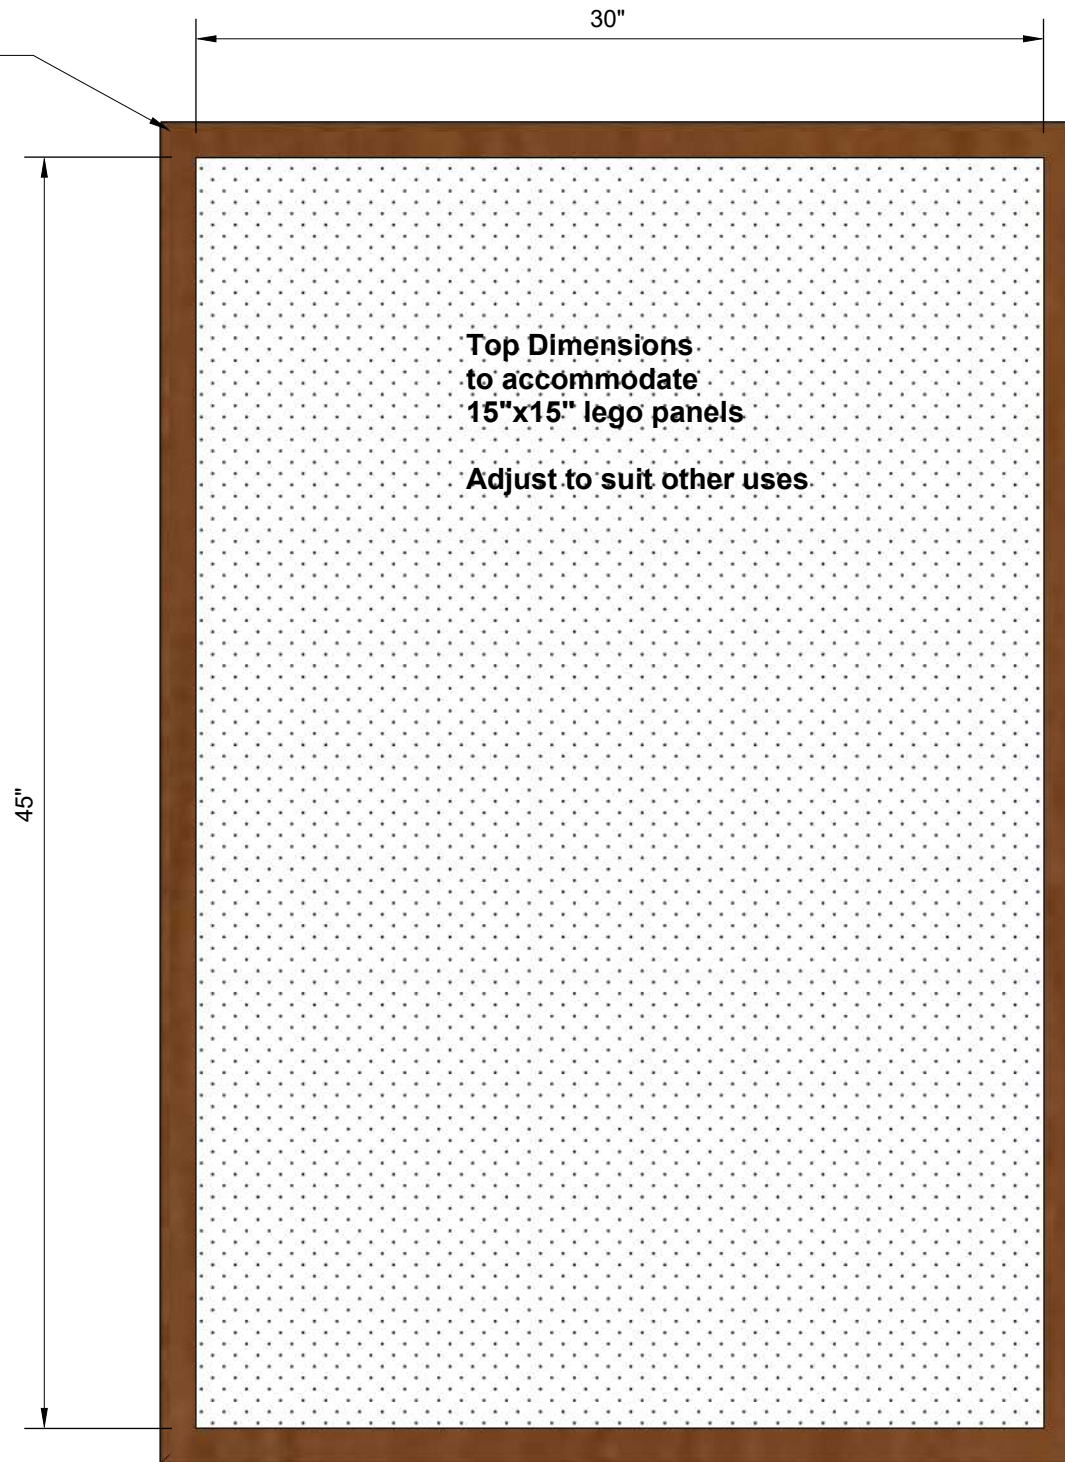 30"
Top Dimensions
to accommodate
15"x15" lego panels
Adjust to suit other uses
45"